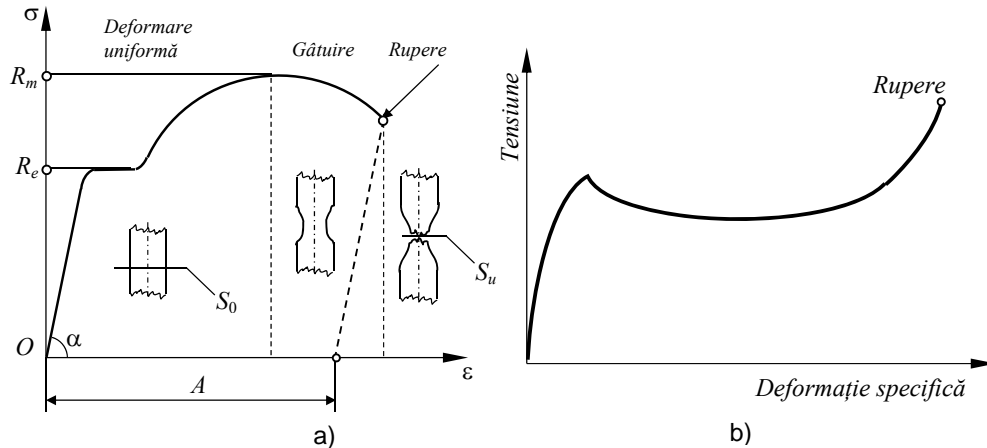 σ
Deformare
uniformă
Gâtuire
Rupere
R_m
R_e
S_0
S_u
O
α
ε
A
a)
Tensiune
Rupere
Deformație specifică
b)